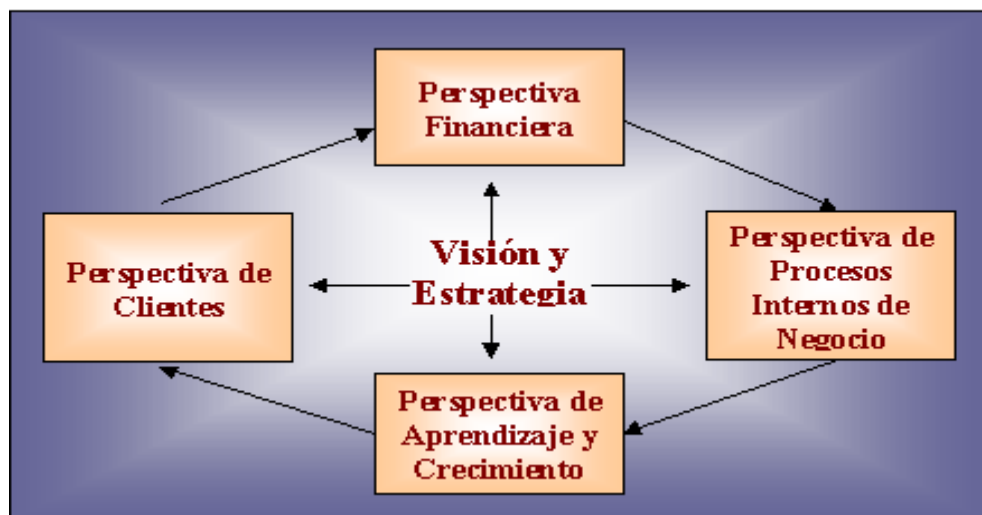 Perspectiva
Financiera
Perspectiva de
Clientes
Visión y
Estrategia
Perspectiva de
Procesos
Internos de
Negocio
Perspectiva de
Aprendizaje y
Crecimiento